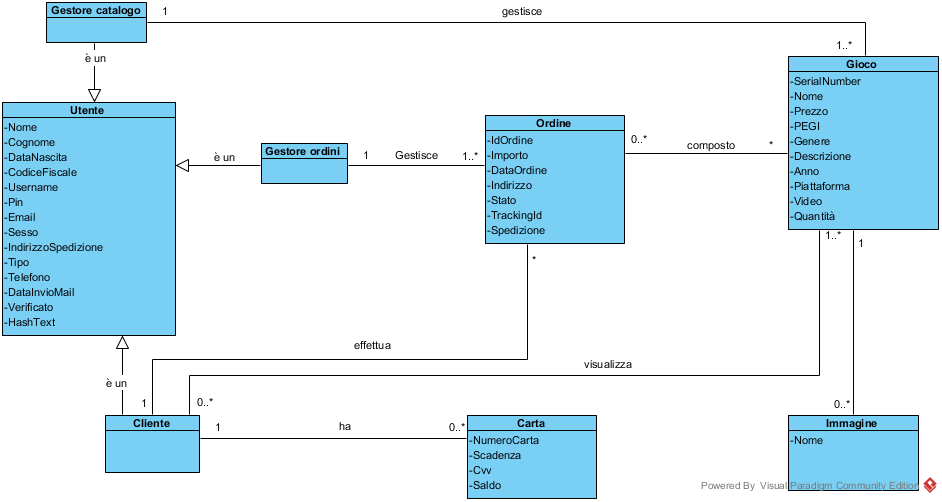 Gestore catalogo
1
gestisce
1..*
è un
Gioco
-SerialNumber
-Nome
-Prezzo
-PEGI
-Genere
-Descrizione
-Anno
-Piattaforma
-Video
-Quantità
Utente
-Nome
-Cognome
-DataNascita
-CodiceFiscale
-Username
-Pin
-Email
-Sesso
-IndirizzoSpedizione
-Tipo
-Telefono
-DataInvioMail
-Verificato
-HashText
è un
Gestore ordini
1
Gestisce
1..*
Ordine
-IdOrdine
-Importo
-DataOrdine
-Indirizzo
-Stato
-TrackingId
-Spedizione
0..*
composto
*
1..*
1
*
effettua
visualizza
è un
1
0..*
0..*
Cliente
1
ha
0..*
Carta
-NumeroCarta
-Scadenza
-Cvv
-Saldo
Immagine
-Nome
Powered By Visual Paradigm Community Edition